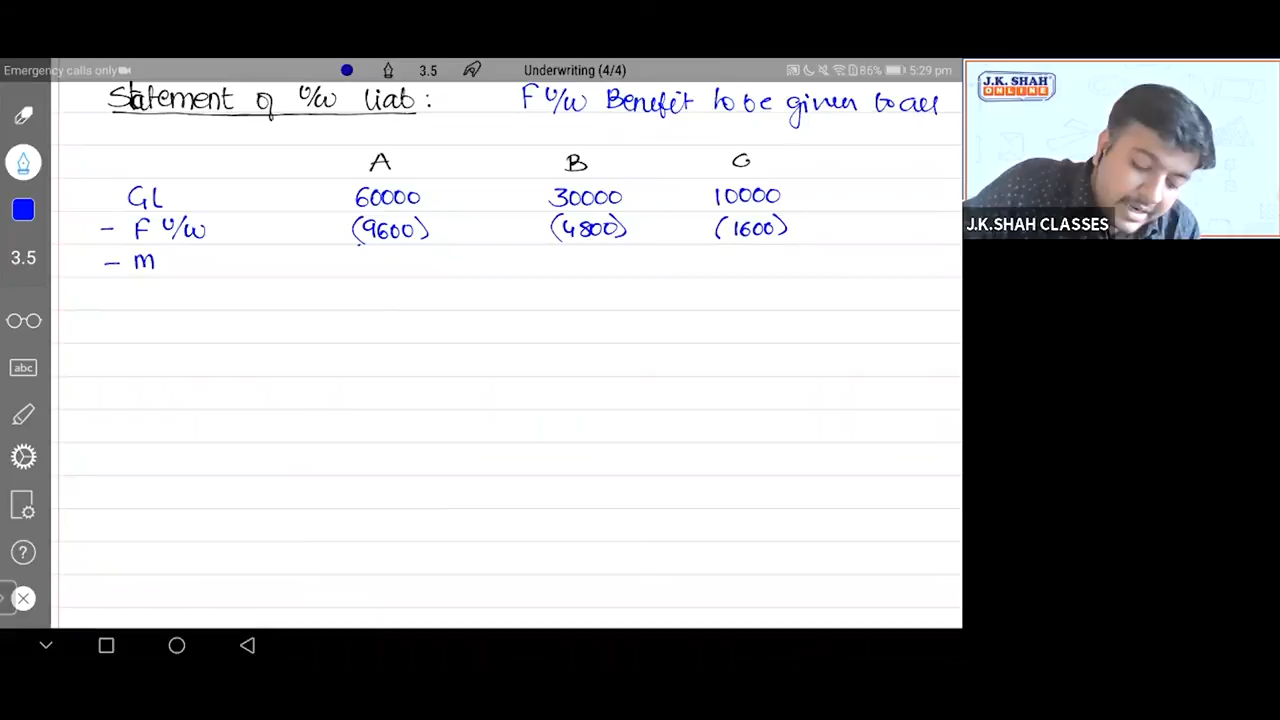 Emergency calls only 3.5 Underwriting (4/4) 86% 5:29 pm
Statement of U/W Liab : F U/W Benefit to be given to all
A B C
GL 60000 30000 10000
- F U/W (9600) (4800) (1600)
- m
3.5
abc
?
J.K. SHAH
ONLINE
J.K.SHAH CLASSES